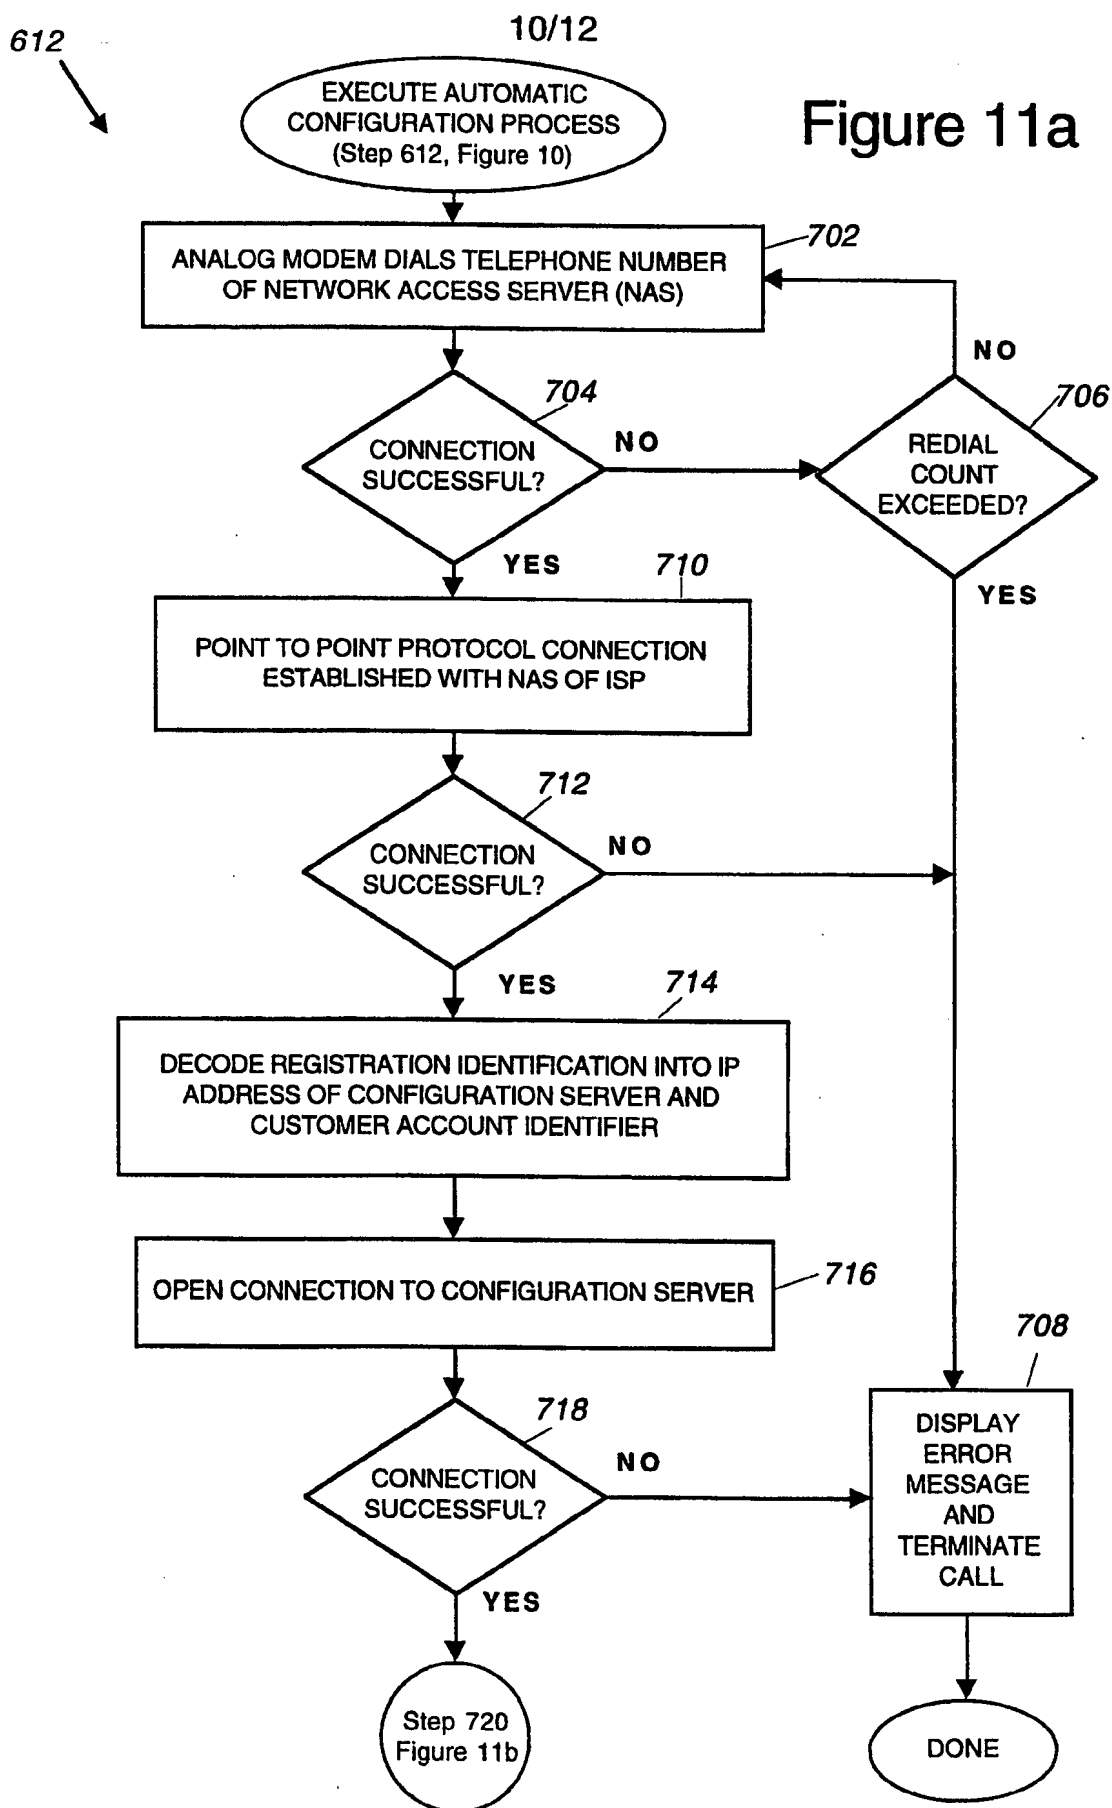 10/12
612
Figure 11a
EXECUTE AUTOMATIC
CONFIGURATION PROCESS
(Step 612, Figure 10)
702
ANALOG MODEM DIALS TELEPHONE NUMBER
OF NETWORK ACCESS SERVER (NAS)
NO
704
706
CONNECTION
SUCCESSFUL?
NO
REDIAL
COUNT
EXCEEDED?
YES
710
YES
POINT TO POINT PROTOCOL CONNECTION
ESTABLISHED WITH NAS OF ISP
712
CONNECTION
SUCCESSFUL?
NO
YES
714
DECODE REGISTRATION IDENTIFICATION INTO IP
ADDRESS OF CONFIGURATION SERVER AND
CUSTOMER ACCOUNT IDENTIFIER
OPEN CONNECTION TO CONFIGURATION SERVER
716
708
718
CONNECTION
SUCCESSFUL?
NO
DISPLAY
ERROR
MESSAGE
AND
TERMINATE
CALL
YES
Step 720
Figure 11b
DONE